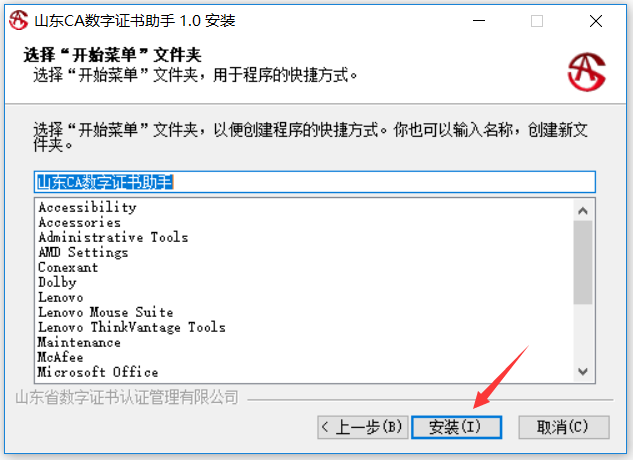 山东CA数字证书助手 1.0 安装
选择“开始菜单”文件夹
选择“开始菜单”文件夹，用于程序的快捷方式。
选择“开始菜单”文件夹，以便创建程序的快捷方式。你也可以输入名称，创建新文
件夹。
山东CA数字证书助手
Accessibility
Accessories
Administrative Tools
AMD Settings
Conexant
Dolby
Lenovo
Lenovo Mouse Suite
Lenovo ThinkVantage Tools
Maintenance
McAfee
Microsoft Office
山东省数字证书认证管理有限公司
< 上一步(B) 安装(I) 取消(C)